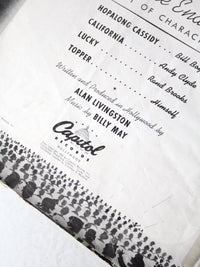 OF CHARAC
HOPALONG CASSIDY .... Bill Bo
CALIFORNIA ........ Andy Clyde
LUCKY ........ Rand Brooks
TOPPER ........ Himself
Written and Produced in Hollywood by
ALAN LIVINGSTON
Music by BILLY MAY
Capitol
RECORDS